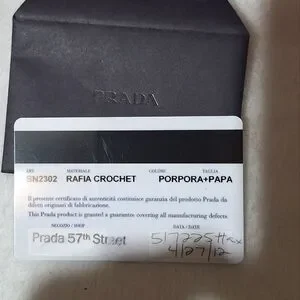 PRADA
ART. MATERIALE COLORE TAGLIA
BN2302 RAFIA CROCHET PORPORA+PAPA
Il presente certificato di autenticità costituisce garanzia del prodotto Prada da
difetti originari di fabbricazione.
This Prada product is granted a guarantee covering all manufacturing defects.
NEGOZIO / SHOP DATA / DATE
Prada 57th Street
4/27/12